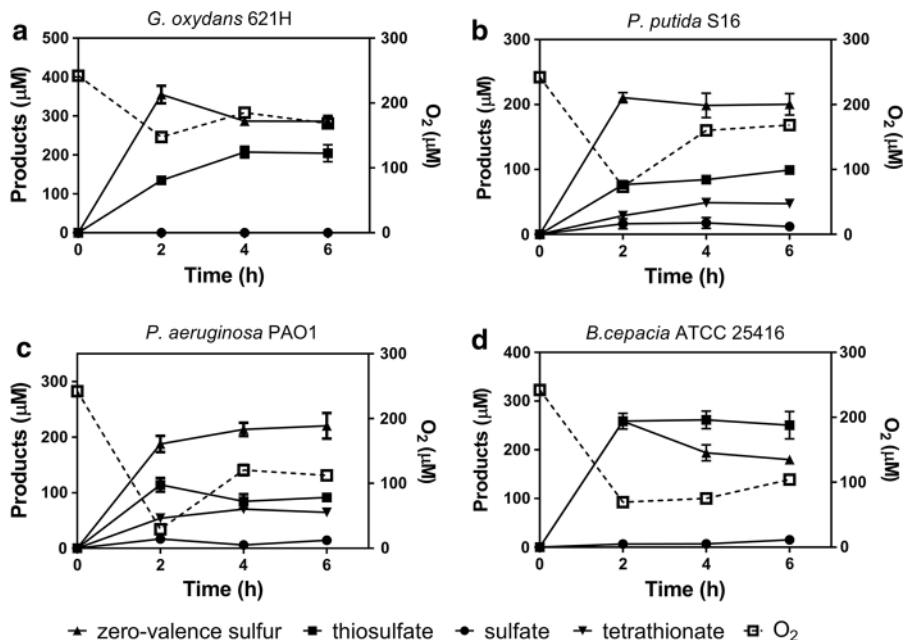 a
G. oxydans 621H
500
400
300
200
100
0
Products (µM)
300
200
100
0
O2 (µM)
0 2 4 6
Time (h)
b
P. putida S16
300
200
100
0
Products (µM)
300
200
100
0
O2 (µM)
0 2 4 6
Time (h)
c
P. aeruginosa PAO1
300
200
100
0
Products (µM)
300
200
100
0
O2 (µM)
0 2 4 6
Time (h)
d
B.cepacia ATCC 25416
400
300
200
100
0
Products (µM)
300
200
100
0
O2 (µM)
0 2 4 6
Time (h)
zero-valence sulfur thiosulfate sulfate tetrathionate O2